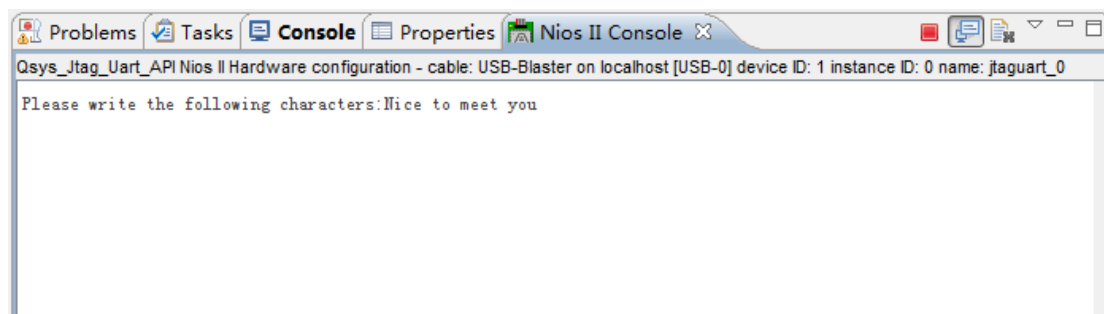 Problems Tasks Console Properties Nios II Console
Qsys_Jtag_Uart_API Nios II Hardware configuration - cable: USB-Blaster on localhost [USB-0] device ID: 1 instance ID: 0 name: jtaguart_0
Please write the following characters:Nice to meet you